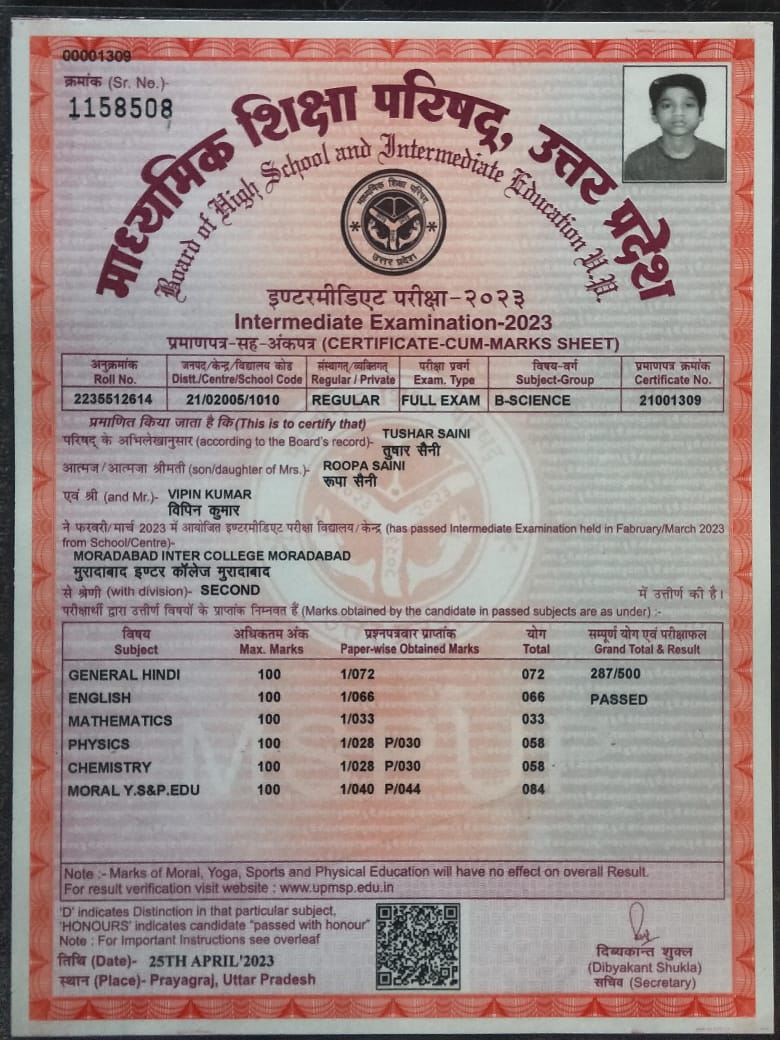 00001309
क्रमांक (Sr. No.)-
1158508
माध्यमिक शिक्षा परिषद्, उत्तर प्रदेश
Board of High School and Intermediate Education U.P.
माध्यमिक शिक्षा परिषद
उत्तर प्रदेश
इण्टरमीडिएट परीक्षा-२०२३
Intermediate Examination-2023
प्रमाणपत्र-सह-अंकपत्र (CERTIFICATE-CUM-MARKS SHEET)
अनुक्रमांक जनपद/केन्द्र/विद्यालय कोड संस्थागत/व्यक्तिगत परीक्षा प्रवर्ग विषय-वर्ग प्रमाणपत्र क्रमांक
Roll No. Distt./Centre/School Code Regular / Private Exam. Type Subject-Group Certificate No.
2235512614 21/02005/1010 REGULAR FULL EXAM B-SCIENCE 21001309
प्रमाणित किया जाता है कि (This is to certify that)
परिषद् के अभिलेखानुसार (according to the Board's record)- TUSHAR SAINI
तुषार सैनी
आत्मज/आत्मजा श्रीमती (son/daughter of Mrs.)- ROOPA SAINI
रूपा सैनी
एवं श्री (and Mr.)- VIPIN KUMAR
विपिन कुमार
ने फरवरी/मार्च 2023 में आयोजित इण्टरमीडिएट परीक्षा विद्यालय/केन्द्र (has passed Intermediate Examination held in Fabruary/March 2023
from School/Centre)-
MORADABAD INTER COLLEGE MORADABAD
मुरादाबाद इण्टर कॉलेज मुरादाबाद
से श्रेणी (with division)- SECOND में उत्तीर्ण की है।
परीक्षार्थी द्वारा उत्तीर्ण विषयों के प्राप्तांक निम्नवत हैं (Marks obtained by the candidate in passed subjects are as under) :-
विषय अधिकतम अंक प्रश्नपत्रवार प्राप्तांक योग सम्पूर्ण योग एवं परीक्षाफल
Subject Max. Marks Paper-wise Obtained Marks Total Grand Total & Result
GENERAL HINDI 100 1/072 072 287/500
ENGLISH 100 1/066 066 PASSED
MATHEMATICS 100 1/033 033
PHYSICS 100 1/028 P/030 058
CHEMISTRY 100 1/028 P/030 058
MORAL Y.S&P.EDU 100 1/040 P/044 084
Note :- Marks of Moral, Yoga, Sports and Physical Education will have no effect on overall Result.
For result verification visit website : www.upmsp.edu.in
'D' indicates Distinction in that particular subject,
'HONOURS' indicates candidate "passed with honour"
Note : For Important Instructions see overleaf
तिथि (Date)- 25TH APRIL'2023
स्थान (Place)- Prayagraj, Uttar Pradesh
दिब्यकान्त शुक्ल
(Dibyakant Shukla)
सचिव (Secretary)